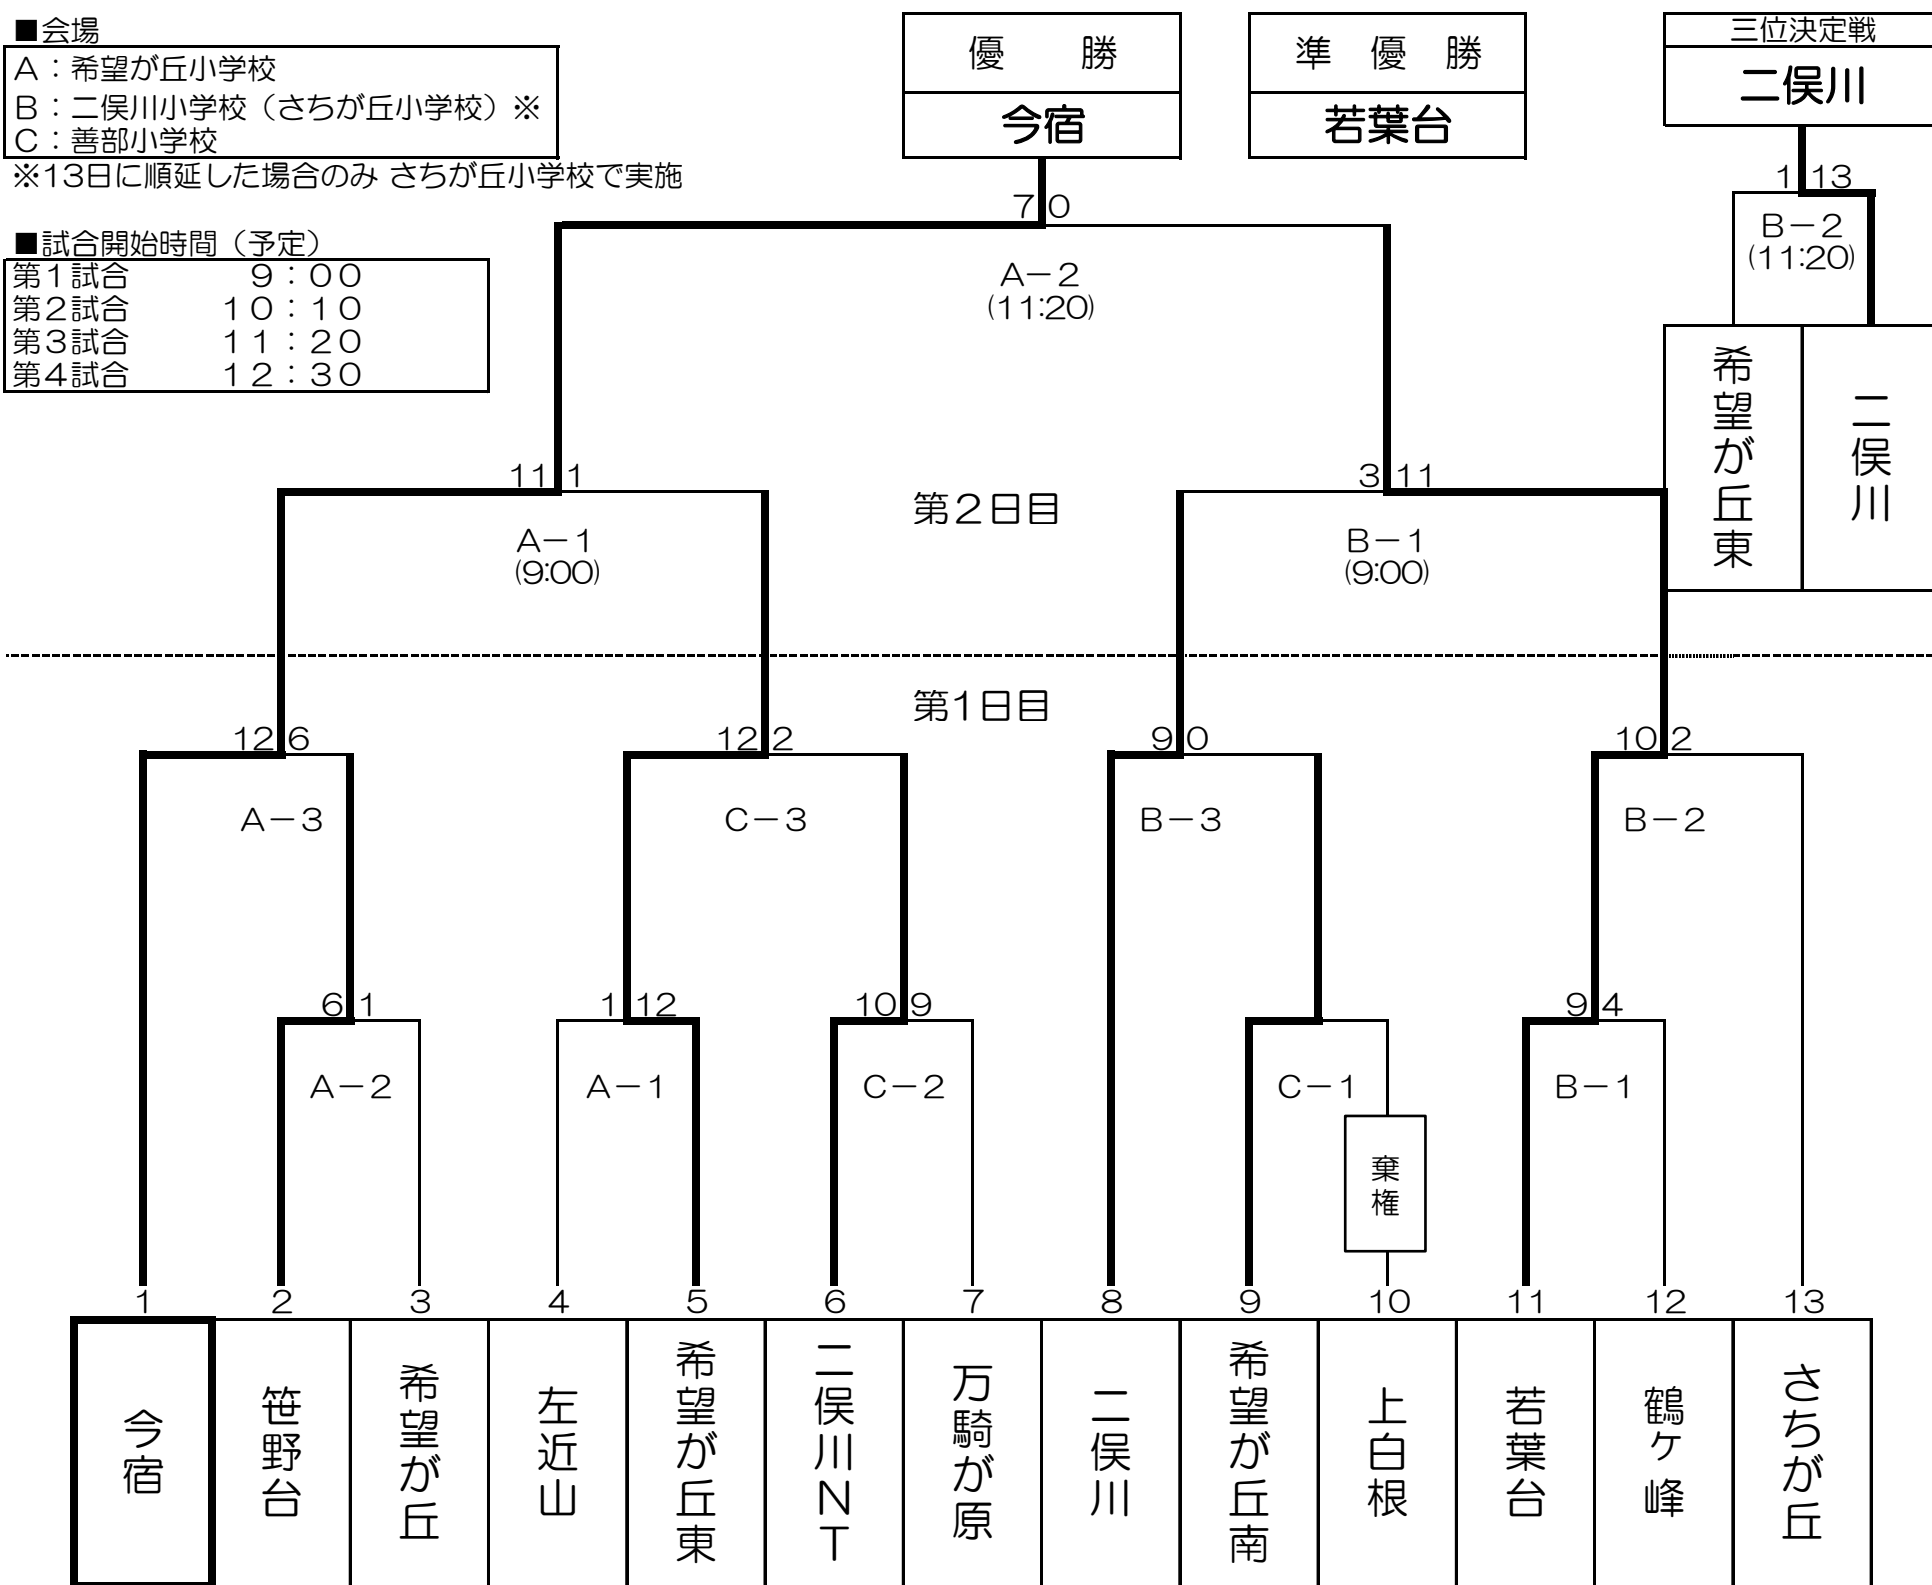 ■会場
A：希望が丘小学校
B：二俣川小学校（さちが丘小学校）※
C：善部小学校
※13日に順延した場合のみ さちが丘小学校で実施
優　勝
今宿
準 優 勝
若葉台
三位決定戦
二俣川
1 13
B－2
(11:20)
希望が丘東
二俣川
■試合開始時間（予定）
第1試合　9：00
第2試合　10：10
第3試合　11：20
第4試合　12：30
7 0
A－2
(11:20)
11 1
A－1
(9:00)
第2日目
3 11
B－1
(9:00)
第1日目
12 6
A－3
12 2
C－3
9 0
B－3
10 2
B－2
6 1
A－2
1 12
A－1
10 9
C－2
C－1
棄権
9 4
B－1
1 2 3 4 5 6 7 8 9 10 11 12 13
今宿
笹野台
希望が丘
左近山
希望が丘東
二俣川NT
万騎が原
二俣川
希望が丘南
上白根
若葉台
鶴ケ峰
さちが丘